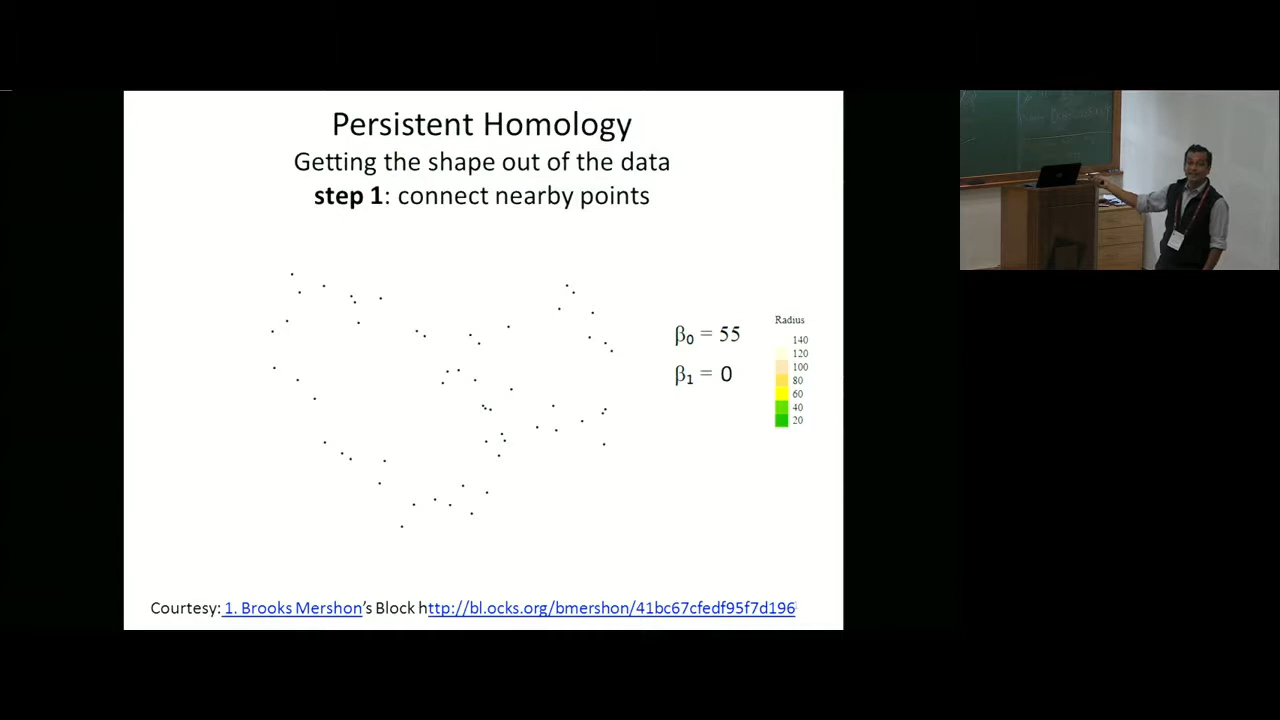 Persistent Homology
Getting the shape out of the data
step 1: connect nearby points
β₀ = 55
β₁ = 0
Radius
140
120
100
80
60
40
20
Courtesy: 1. Brooks Mershon's Block http://bl.ocks.org/bmershon/41bc67cfedf95f7d196